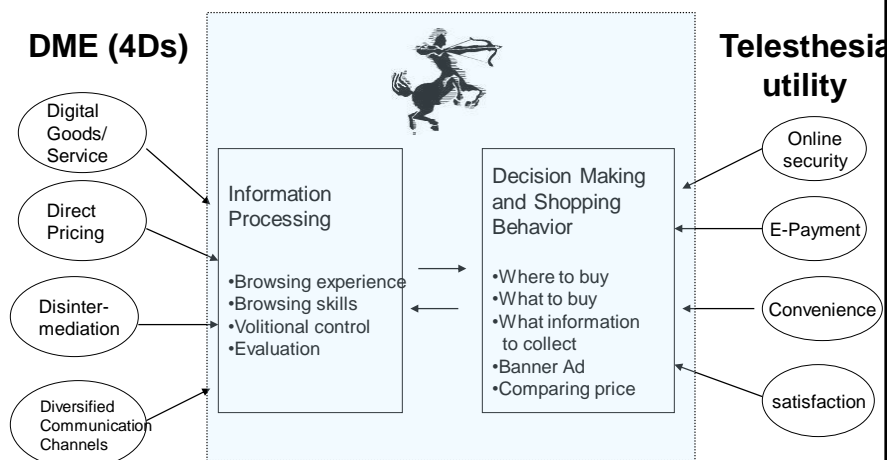 DME (4Ds)
Digital
Goods/
Service
Direct
Pricing
Disinter-
mediation
Diversified
Communication
Channels
Information
Processing
•Browsing experience
•Browsing skills
•Volitional control
•Evaluation
Decision Making
and Shopping
Behavior
•Where to buy
•What to buy
•What information
to collect
•Banner Ad
•Comparing price
Telesthesia
utility
Online
security
E-Payment
Convenience
satisfaction